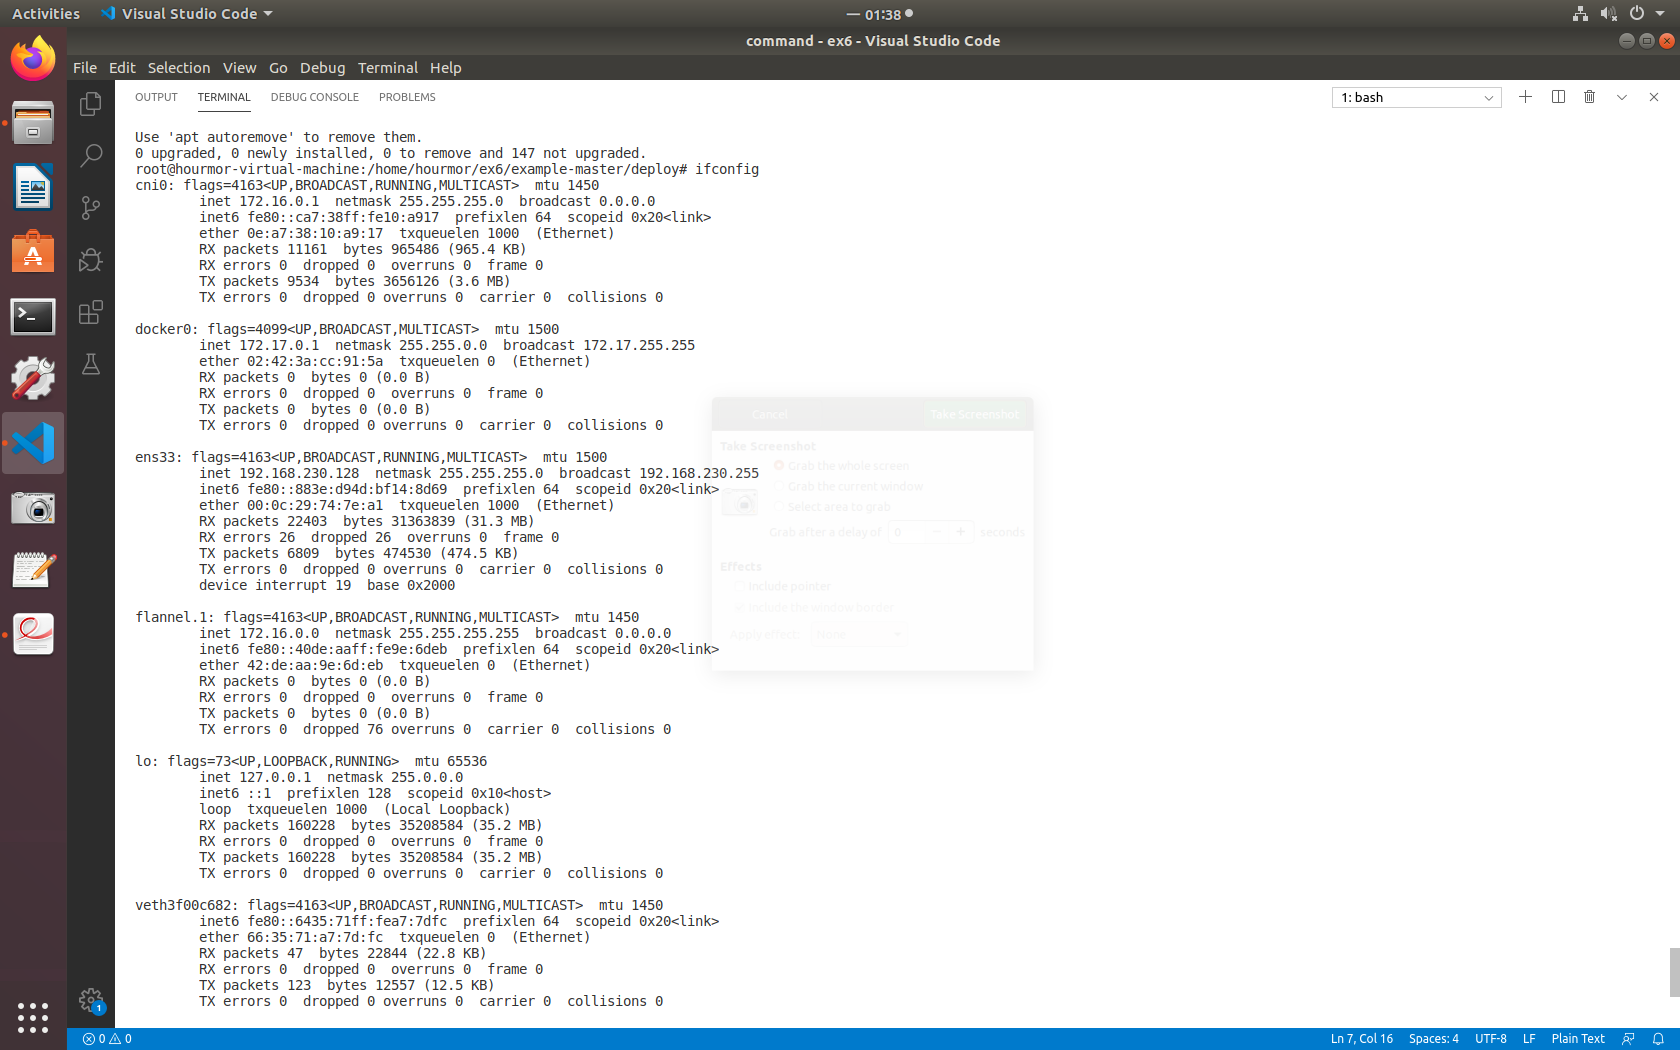 Activities Visual Studio Code 01:38
command - ex6 - Visual Studio Code
File Edit Selection View Go Debug Terminal Help
OUTPUT TERMINAL DEBUG CONSOLE PROBLEMS 1: bash
Use 'apt autoremove' to remove them.
0 upgraded, 0 newly installed, 0 to remove and 147 not upgraded.
root@hourmor-virtual-machine:/home/hourmor/ex6/example-master/deploy# ifconfig
cni0: flags=4163<UP,BROADCAST,RUNNING,MULTICAST>  mtu 1450
        inet 172.16.0.1  netmask 255.255.255.0  broadcast 0.0.0.0
        inet6 fe80::ca7:38ff:fe10:a917  prefixlen 64  scopeid 0x20<link>
        ether 0e:a7:38:10:a9:17  txqueuelen 1000  (Ethernet)
        RX packets 11161  bytes 965486 (965.4 KB)
        RX errors 0  dropped 0  overruns 0  frame 0
        TX packets 9534  bytes 3656126 (3.6 MB)
        TX errors 0  dropped 0 overruns 0  carrier 0  collisions 0
docker0: flags=4099<UP,BROADCAST,MULTICAST>  mtu 1500
        inet 172.17.0.1  netmask 255.255.0.0  broadcast 172.17.255.255
        ether 02:42:3a:cc:91:5a  txqueuelen 0  (Ethernet)
        RX packets 0  bytes 0 (0.0 B)
        RX errors 0  dropped 0  overruns 0  frame 0
        TX packets 0  bytes 0 (0.0 B)
        TX errors 0  dropped 0 overruns 0  carrier 0  collisions 0
ens33: flags=4163<UP,BROADCAST,RUNNING,MULTICAST>  mtu 1500
        inet 192.168.230.128  netmask 255.255.255.0  broadcast 192.168.230.255
        inet6 fe80::883e:d94d:bf14:8d69  prefixlen 64  scopeid 0x20<link>
        ether 00:0c:29:74:7e:a1  txqueuelen 1000  (Ethernet)
        RX packets 22403  bytes 31363839 (31.3 MB)
        RX errors 26  dropped 26  overruns 0  frame 0
        TX packets 6809  bytes 474530 (474.5 KB)
        TX errors 0  dropped 0 overruns 0  carrier 0  collisions 0
        device interrupt 19  base 0x2000
flannel.1: flags=4163<UP,BROADCAST,RUNNING,MULTICAST>  mtu 1450
        inet 172.16.0.0  netmask 255.255.255.255  broadcast 0.0.0.0
        inet6 fe80::40de:aaff:fe9e:6deb  prefixlen 64  scopeid 0x20<link>
        ether 42:de:aa:9e:6d:eb  txqueuelen 0  (Ethernet)
        RX packets 0  bytes 0 (0.0 B)
        RX errors 0  dropped 0  overruns 0  frame 0
        TX packets 0  bytes 0 (0.0 B)
        TX errors 0  dropped 76 overruns 0  carrier 0  collisions 0
lo: flags=73<UP,LOOPBACK,RUNNING>  mtu 65536
        inet 127.0.0.1  netmask 255.0.0.0
        inet6 ::1  prefixlen 128  scopeid 0x10<host>
        loop  txqueuelen 1000  (Local Loopback)
        RX packets 160228  bytes 35208584 (35.2 MB)
        RX errors 0  dropped 0  overruns 0  frame 0
        TX packets 160228  bytes 35208584 (35.2 MB)
        TX errors 0  dropped 0 overruns 0  carrier 0  collisions 0
veth3f00c682: flags=4163<UP,BROADCAST,RUNNING,MULTICAST>  mtu 1450
        inet6 fe80::6435:71ff:fea7:7dfc  prefixlen 64  scopeid 0x20<link>
        ether 66:35:71:a7:7d:fc  txqueuelen 0  (Ethernet)
        RX packets 47  bytes 22844 (22.8 KB)
        RX errors 0  dropped 0  overruns 0  frame 0
        TX packets 123  bytes 12557 (12.5 KB)
        TX errors 0  dropped 0 overruns 0  carrier 0  collisions 0
Cancel Take Screenshot
Take Screenshot
Grab the whole screen
Grab the current window
Select area to grab
Grab after a delay of 0 - + seconds
Effects
Include pointer
Include the window border
Apply effect: None
1
0 0 Ln 7, Col 16 Spaces: 4 UTF-8 LF Plain Text